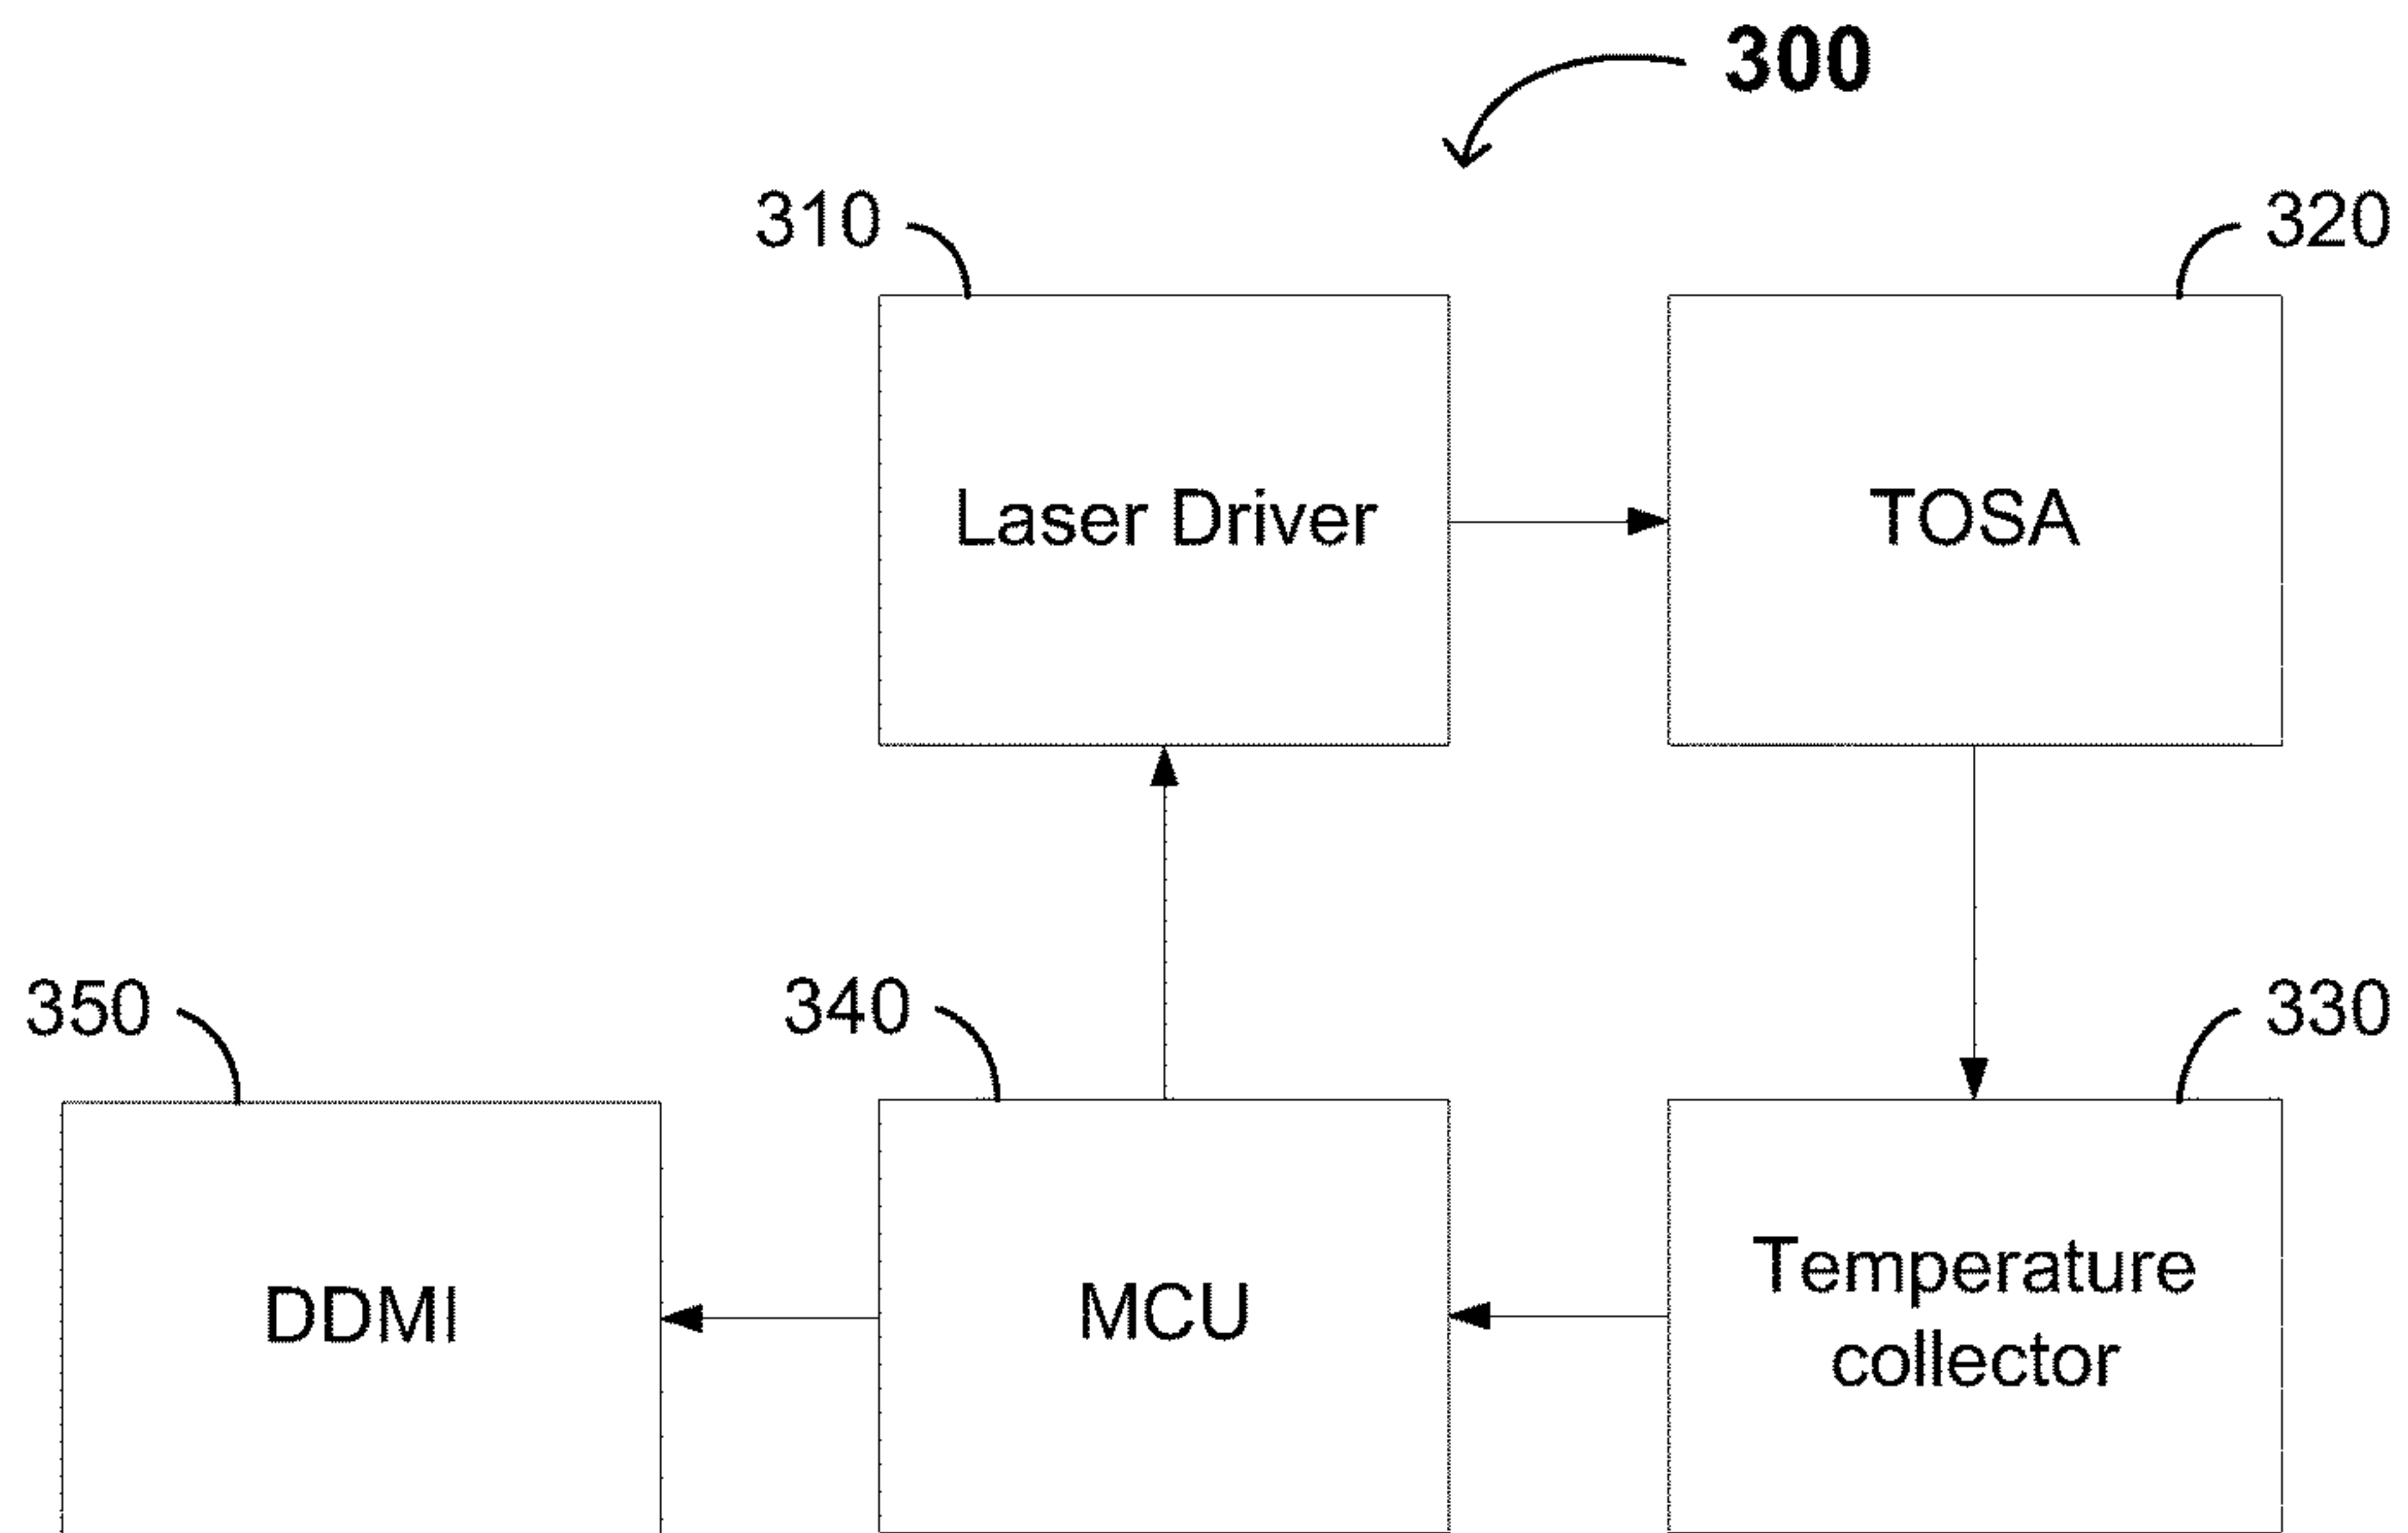 300
310
320
Laser Driver
TOSA
350
340
330
DDMI
MCU
Temperature
collector